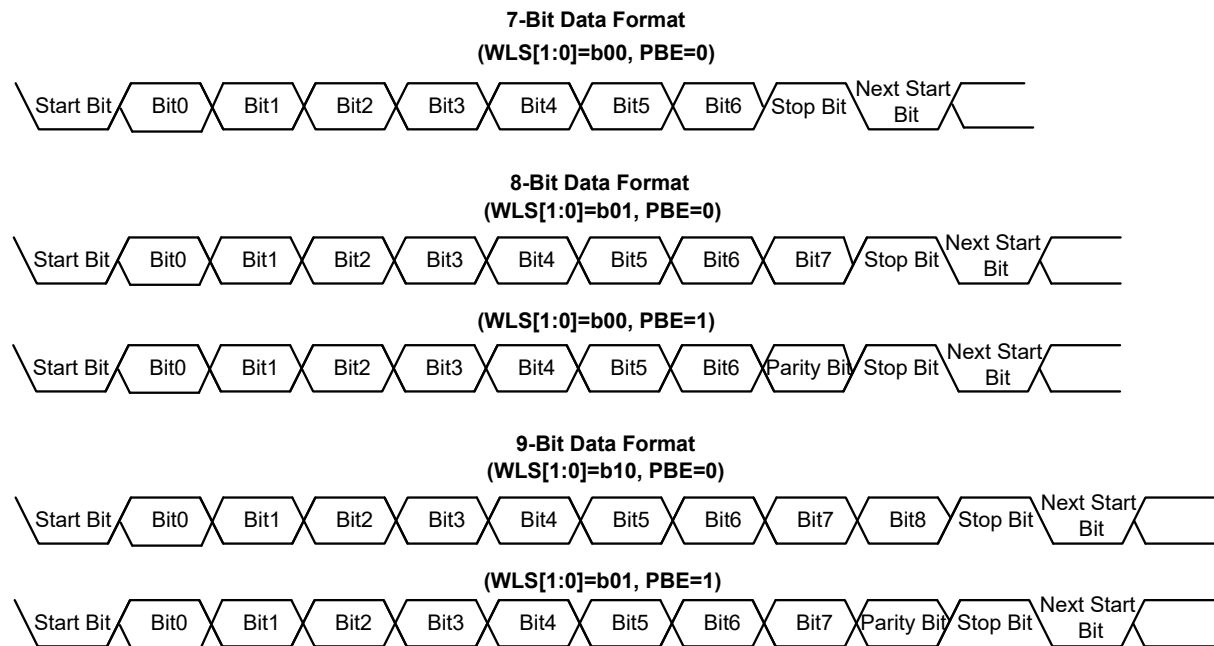 7-Bit Data Format
(WLS[1:0]=b00, PBE=0)
Start Bit Bit0 Bit1 Bit2 Bit3 Bit4 Bit5 Bit6 Stop Bit Next Start Bit
8-Bit Data Format
(WLS[1:0]=b01, PBE=0)
Start Bit Bit0 Bit1 Bit2 Bit3 Bit4 Bit5 Bit6 Bit7 Stop Bit Next Start Bit
(WLS[1:0]=b00, PBE=1)
Start Bit Bit0 Bit1 Bit2 Bit3 Bit4 Bit5 Bit6 Parity Bit Stop Bit Next Start Bit
9-Bit Data Format
(WLS[1:0]=b10, PBE=0)
Start Bit Bit0 Bit1 Bit2 Bit3 Bit4 Bit5 Bit6 Bit7 Bit8 Stop Bit Next Start Bit
(WLS[1:0]=b01, PBE=1)
Start Bit Bit0 Bit1 Bit2 Bit3 Bit4 Bit5 Bit6 Bit7 Parity Bit Stop Bit Next Start Bit